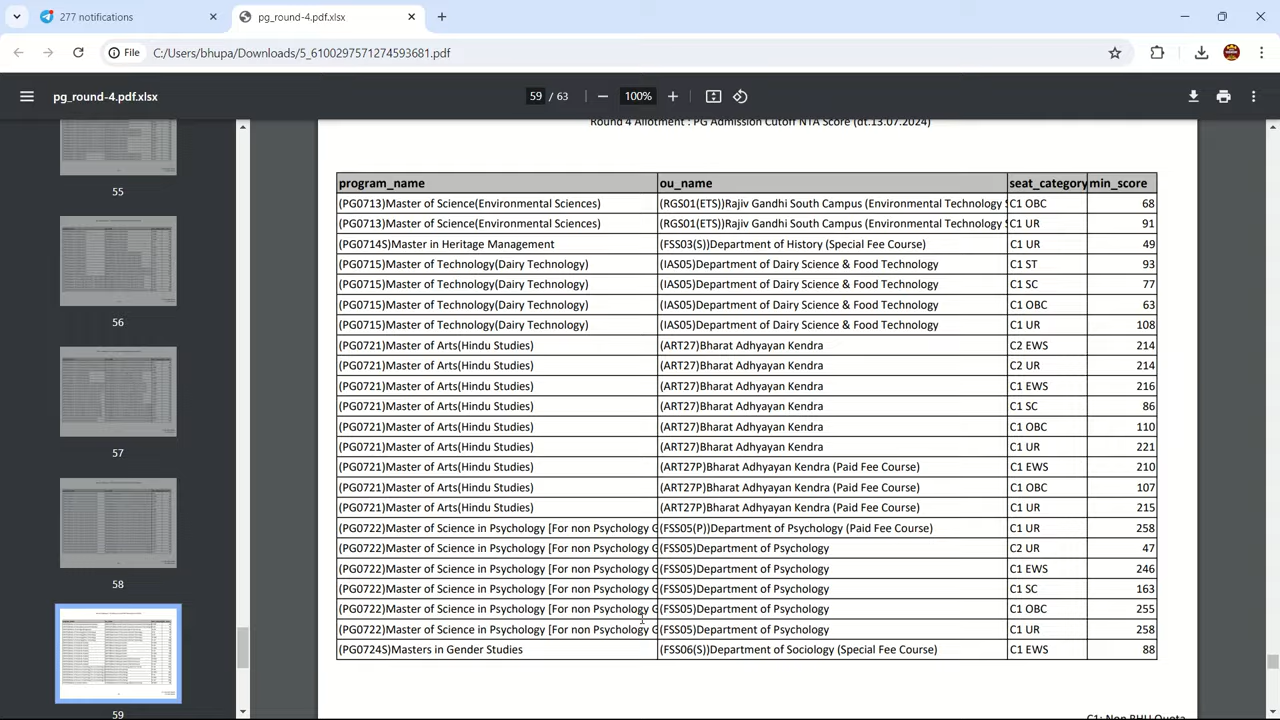 277 notifications
pg_round-4.pdf.xlsx
File C:/Users/bhupa/Downloads/5_6100297571274593681.pdf
pg_round-4.pdf.xlsx 59 / 63 100%
55
56
57
58
59
Round 4 Allotment : PG Admission Cutoff NTA Score (dt.13.07.2024)
program_name ou_name seat_category min_score
(PG0713)Master of Science(Environmental Sciences) (RGS01(ETS))Rajiv Gandhi South Campus (Environmental Technology S C1 OBC 68
(PG0713)Master of Science(Environmental Sciences) (RGS01(ETS))Rajiv Gandhi South Campus (Environmental Technology S C1 UR 91
(PG0714S)Master in Heritage Management (FSS03(S))Department of History (Special Fee Course) C1 UR 49
(PG0715)Master of Technology(Dairy Technology) (IAS05)Department of Dairy Science & Food Technology C1 ST 93
(PG0715)Master of Technology(Dairy Technology) (IAS05)Department of Dairy Science & Food Technology C1 SC 77
(PG0715)Master of Technology(Dairy Technology) (IAS05)Department of Dairy Science & Food Technology C1 OBC 63
(PG0715)Master of Technology(Dairy Technology) (IAS05)Department of Dairy Science & Food Technology C1 UR 108
(PG0721)Master of Arts(Hindu Studies) (ART27)Bharat Adhyayan Kendra C2 EWS 214
(PG0721)Master of Arts(Hindu Studies) (ART27)Bharat Adhyayan Kendra C2 UR 214
(PG0721)Master of Arts(Hindu Studies) (ART27)Bharat Adhyayan Kendra C1 EWS 216
(PG0721)Master of Arts(Hindu Studies) (ART27)Bharat Adhyayan Kendra C1 SC 86
(PG0721)Master of Arts(Hindu Studies) (ART27)Bharat Adhyayan Kendra C1 OBC 110
(PG0721)Master of Arts(Hindu Studies) (ART27)Bharat Adhyayan Kendra C1 UR 221
(PG0721)Master of Arts(Hindu Studies) (ART27P)Bharat Adhyayan Kendra (Paid Fee Course) C1 EWS 210
(PG0721)Master of Arts(Hindu Studies) (ART27P)Bharat Adhyayan Kendra (Paid Fee Course) C1 OBC 107
(PG0721)Master of Arts(Hindu Studies) (ART27P)Bharat Adhyayan Kendra (Paid Fee Course) C1 UR 215
(PG0722)Master of Science in Psychology [For non Psychology G (FSS05(P))Department of Psychology (Paid Fee Course) C1 UR 258
(PG0722)Master of Science in Psychology [For non Psychology G (FSS05)Department of Psychology C2 UR 47
(PG0722)Master of Science in Psychology [For non Psychology G (FSS05)Department of Psychology C1 EWS 246
(PG0722)Master of Science in Psychology [For non Psychology G (FSS05)Department of Psychology C1 SC 163
(PG0722)Master of Science in Psychology [For non Psychology G (FSS05)Department of Psychology C1 OBC 255
(PG0722)Master of Science in Psychology [For non Psychology G (FSS05)Department of Psychology C1 UR 258
(PG0724S)Masters in Gender Studies (FSS06(S))Department of Sociology (Special Fee Course) C1 EWS 88
C1: Non BHU Quota